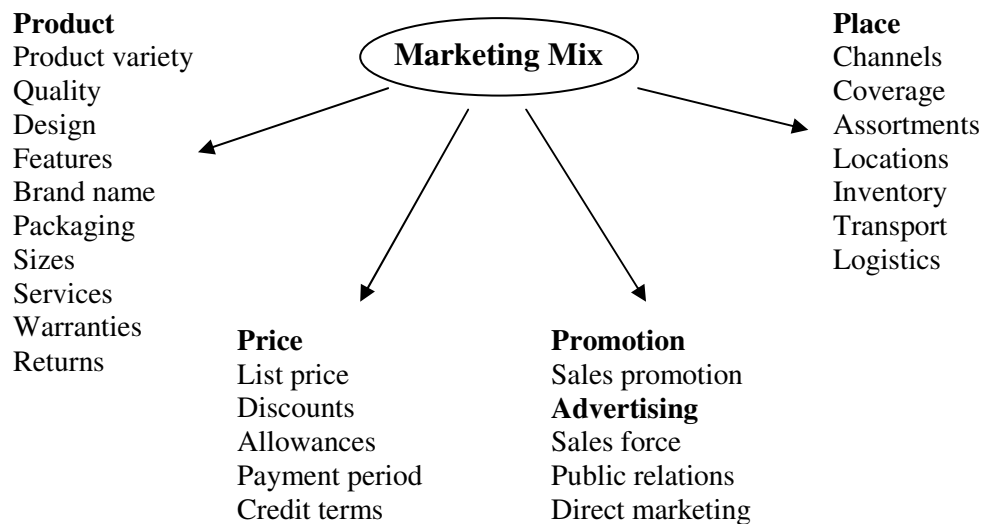 Marketing Mix
Product
Product variety
Quality
Design
Features
Brand name
Packaging
Sizes
Services
Warranties
Returns
Price
List price
Discounts
Allowances
Payment period
Credit terms
Promotion
Sales promotion
Advertising
Sales force
Public relations
Direct marketing
Place
Channels
Coverage
Assortments
Locations
Inventory
Transport
Logistics